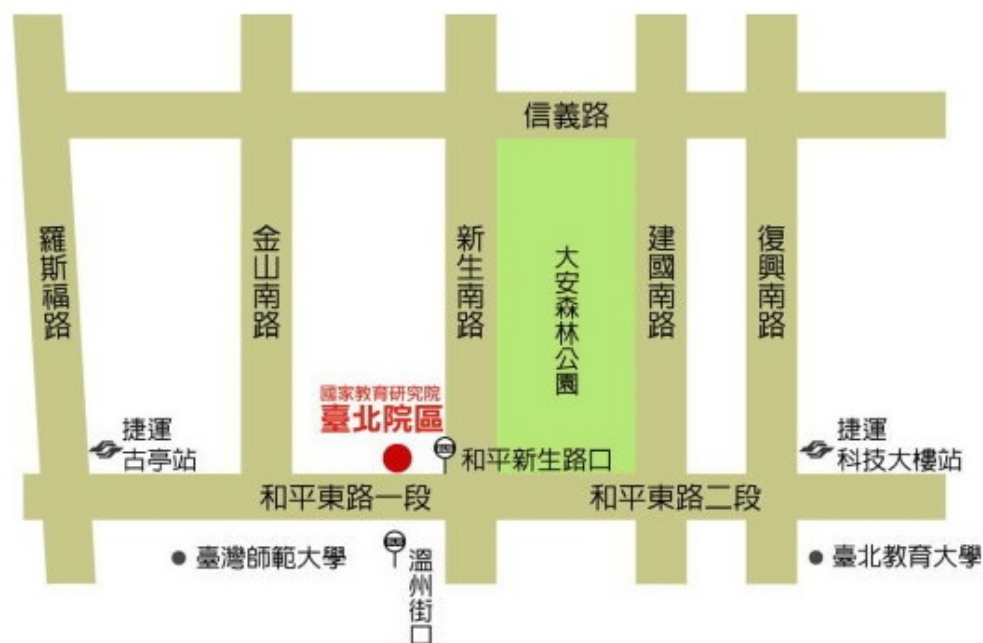 信義路
羅斯福路
金山南路
新生南路
大安森林公園
建國南路
復興南路
國家教育研究院
臺北院區
捷運
古亭站
和平新生路口
捷運
科技大樓站
和平東路一段
和平東路二段
臺灣師範大學
溫州街口
臺北教育大學